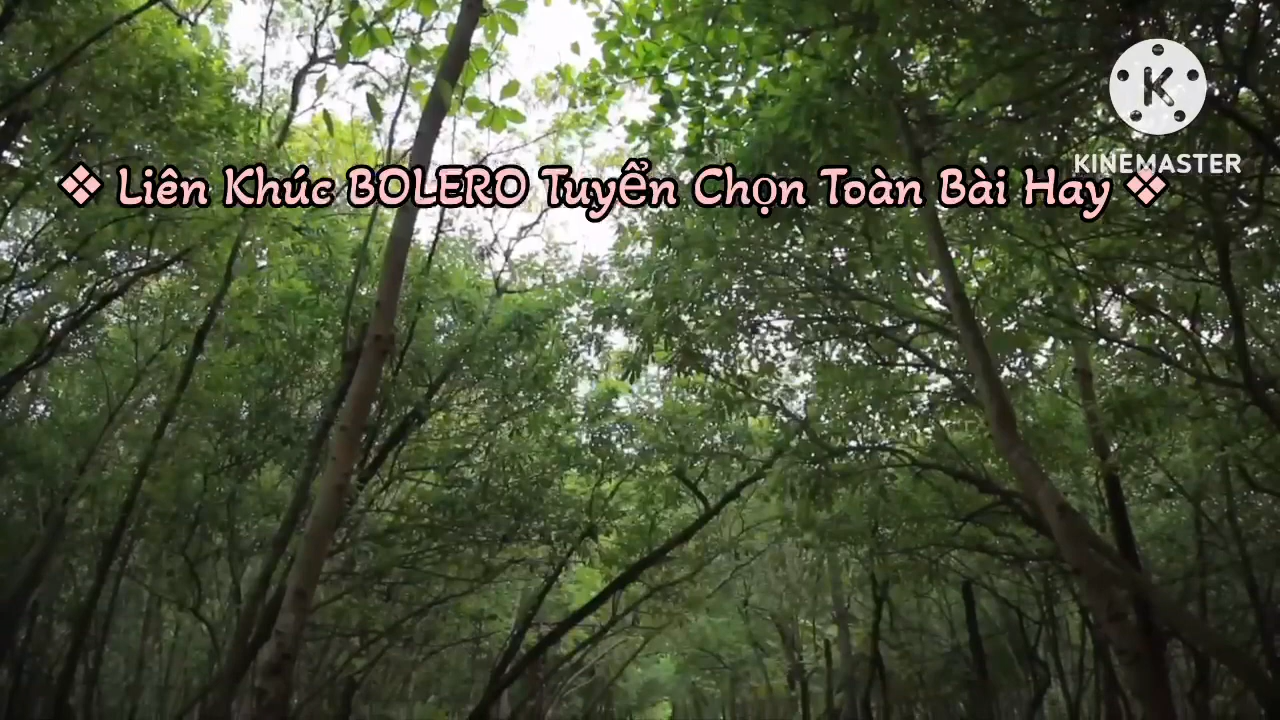 K
KINEMASTER
❖ Liên Khúc BOLERO Tuyển Chọn Toàn Bài Hay ❖